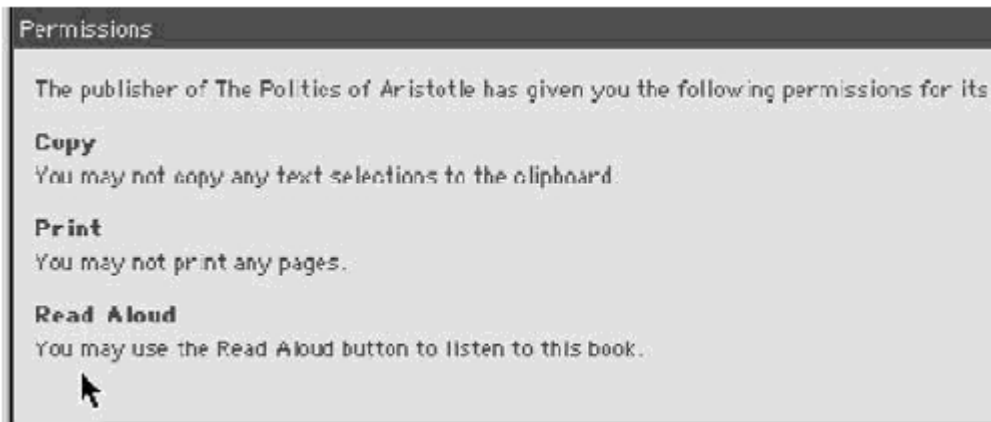 Permissions
The publisher of The Politics of Aristotle has given you the following permissions for its
Copy
You may not copy any text selections to the clipboard.
Print
You may not print any pages.
Read Aloud
You may use the Read Aloud button to listen to this book.